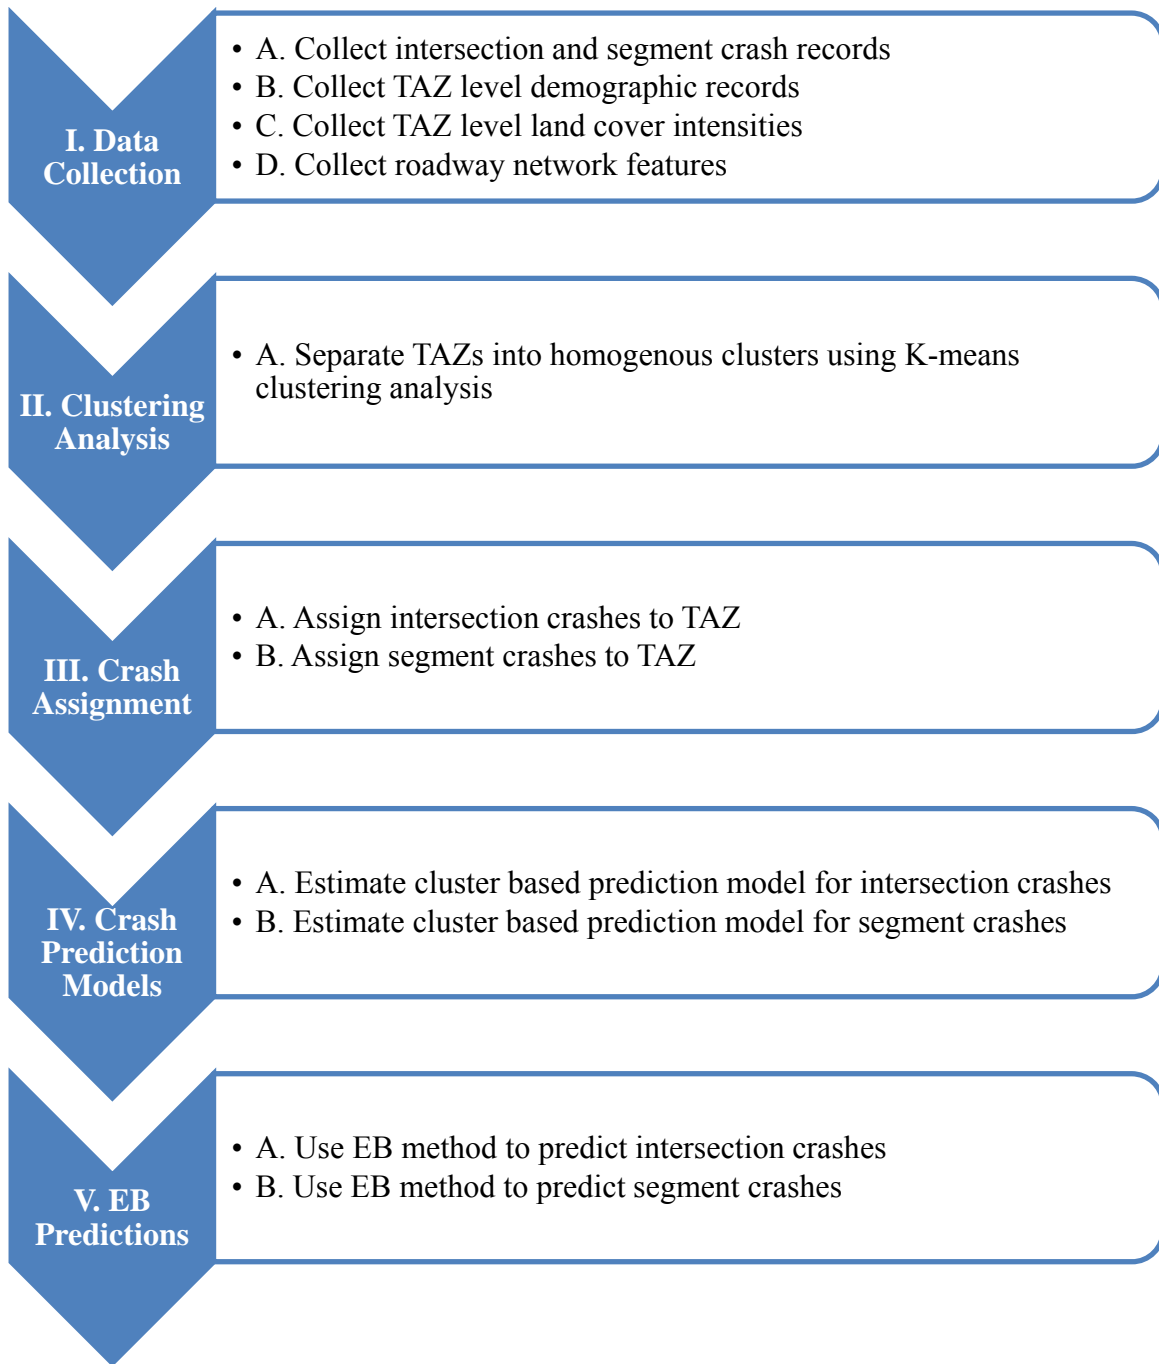 I. Data
Collection
• A. Collect intersection and segment crash records
• B. Collect TAZ level demographic records
• C. Collect TAZ level land cover intensities
• D. Collect roadway network features
II. Clustering
Analysis
• A. Separate TAZs into homogenous clusters using K-means
clustering analysis
III. Crash
Assignment
• A. Assign intersection crashes to TAZ
• B. Assign segment crashes to TAZ
IV. Crash
Prediction
Models
• A. Estimate cluster based prediction model for intersection crashes
• B. Estimate cluster based prediction model for segment crashes
V. EB
Predictions
• A. Use EB method to predict intersection crashes
• B. Use EB method to predict segment crashes